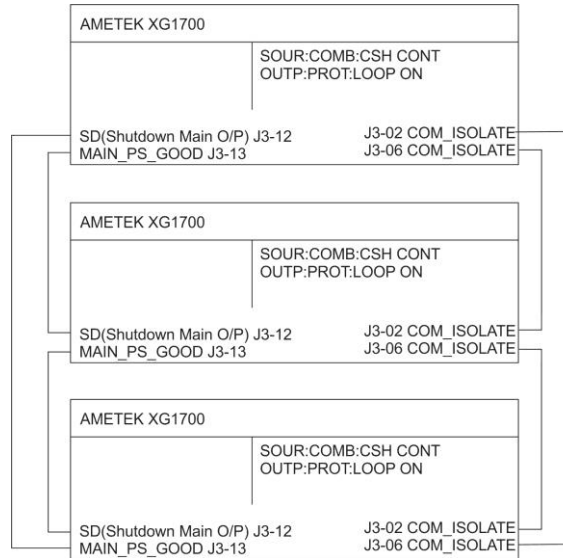 AMETEK XG1700
SOUR:COMB:CSH CONT
OUTP:PROT:LOOP ON
SD(Shutdown Main O/P) J3-12
J3-02 COM_ISOLATE
MAIN_PS_GOOD J3-13
J3-06 COM_ISOLATE
AMETEK XG1700
SOUR:COMB:CSH CONT
OUTP:PROT:LOOP ON
SD(Shutdown Main O/P) J3-12
J3-02 COM_ISOLATE
MAIN_PS_GOOD J3-13
J3-06 COM_ISOLATE
AMETEK XG1700
SOUR:COMB:CSH CONT
OUTP:PROT:LOOP ON
SD(Shutdown Main O/P) J3-12
J3-02 COM_ISOLATE
MAIN_PS_GOOD J3-13
J3-06 COM_ISOLATE